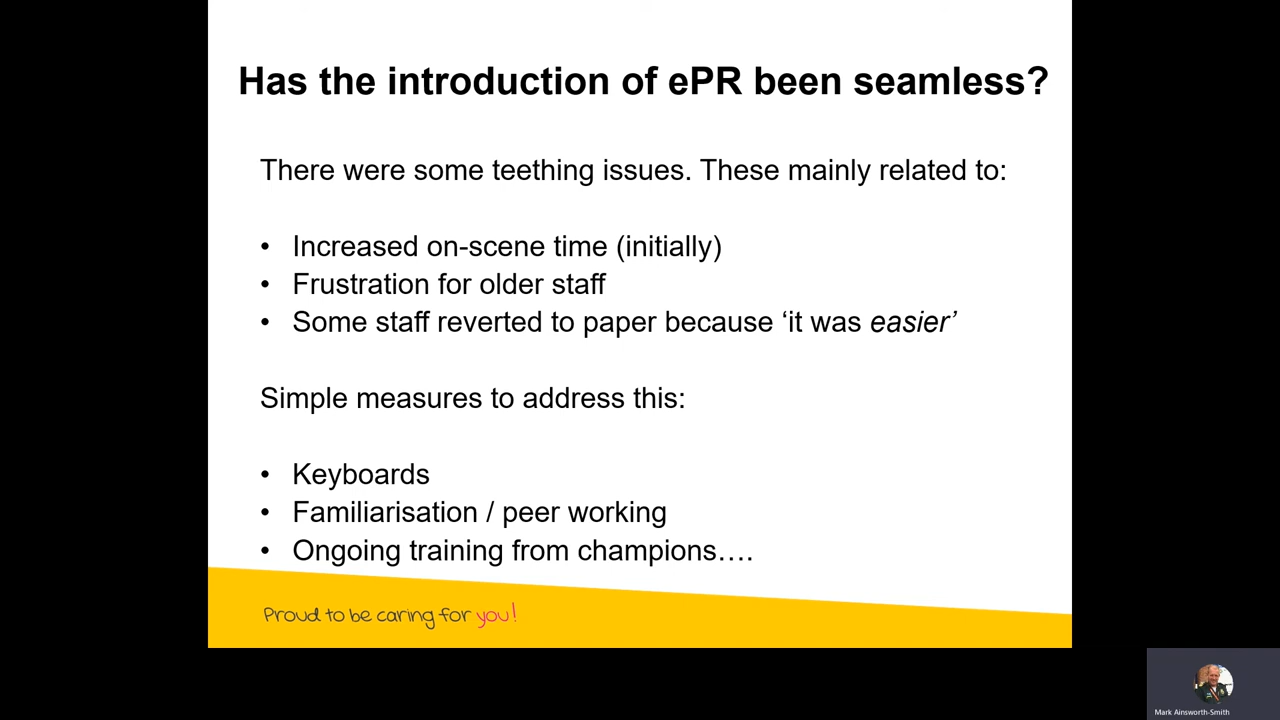 Has the introduction of ePR been seamless?
There were some teething issues. These mainly related to:
• Increased on-scene time (initially)
• Frustration for older staff
• Some staff reverted to paper because ‘it was easier’
Simple measures to address this:
• Keyboards
• Familiarisation / peer working
• Ongoing training from champions….
Proud to be caring for you!
Mark Ainsworth-Smith